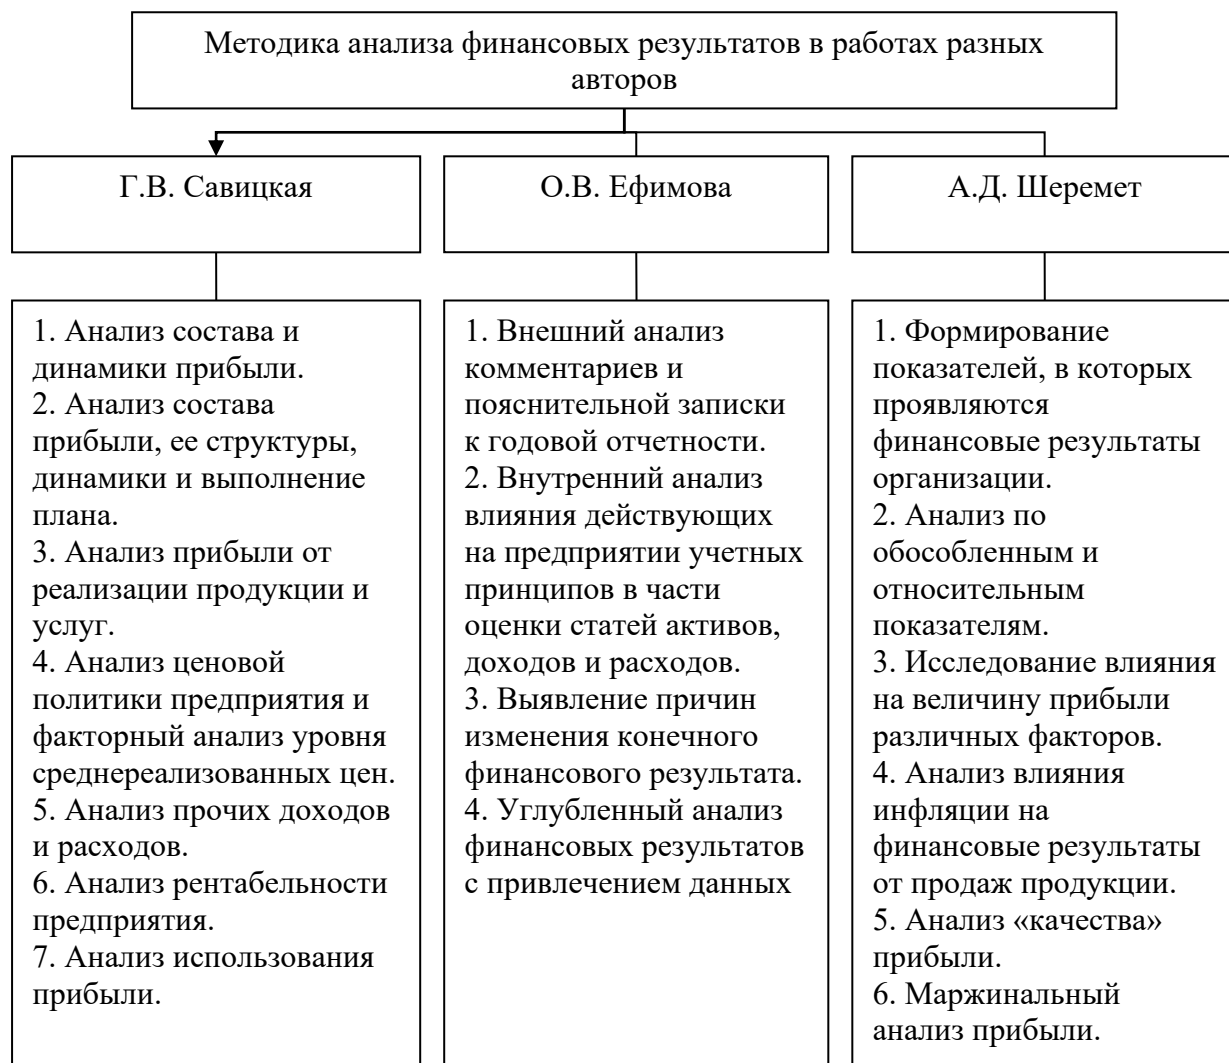 Методика анализа финансовых результатов в работах разных
авторов
Г.В. Савицкая
О.В. Ефимова
А.Д. Шеремет
1. Анализ состава и
динамики прибыли.
2. Анализ состава
прибыли, ее структуры,
динамики и выполнение
плана.
3. Анализ прибыли от
реализации продукции и
услуг.
4. Анализ ценовой
политики предприятия и
факторный анализ уровня
среднереализованных цен.
5. Анализ прочих доходов
и расходов.
6. Анализ рентабельности
предприятия.
7. Анализ использования
прибыли.
1. Внешний анализ
комментариев и
пояснительной записки
к годовой отчетности.
2. Внутренний анализ
влияния действующих
на предприятии учетных
принципов в части
оценки статей активов,
доходов и расходов.
3. Выявление причин
изменения конечного
финансового результата.
4. Углубленный анализ
финансовых результатов
с привлечением данных
1. Формирование
показателей, в которых
проявляются
финансовые результаты
организации.
2. Анализ по
обособленным и
относительным
показателям.
3. Исследование влияния
на величину прибыли
различных факторов.
4. Анализ влияния
инфляции на
финансовые результаты
от продаж продукции.
5. Анализ «качества»
прибыли.
6. Маржинальный
анализ прибыли.